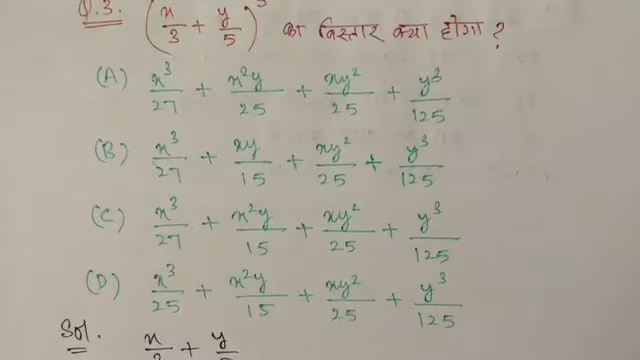 Q.3. (x/3 + y/5)³ का विस्तार क्या होगा ?
(A) x³/27 + x²y/25 + xy²/25 + y³/125
(B) x³/27 + xy/15 + xy²/25 + y³/125
(C) x³/27 + x²y/15 + xy²/25 + y³/125
(D) x³/25 + x²y/15 + xy²/25 + y³/125
Sol. x/3 + y/